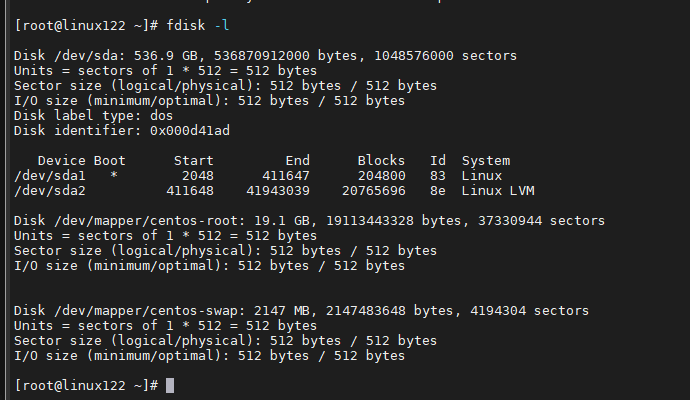 [root@linux122 ~]# fdisk -l
Disk /dev/sda: 536.9 GB, 536870912000 bytes, 1048576000 sectors
Units = sectors of 1 * 512 = 512 bytes
Sector size (logical/physical): 512 bytes / 512 bytes
I/O size (minimum/optimal): 512 bytes / 512 bytes
Disk label type: dos
Disk identifier: 0x000d41ad
   Device Boot      Start         End      Blocks   Id  System
/dev/sda1   *        2048      411647      204800   83  Linux
/dev/sda2          411648    41943039    20765696   8e  Linux LVM
Disk /dev/mapper/centos-root: 19.1 GB, 19113443328 bytes, 37330944 sectors
Units = sectors of 1 * 512 = 512 bytes
Sector size (logical/physical): 512 bytes / 512 bytes
I/O size (minimum/optimal): 512 bytes / 512 bytes
Disk /dev/mapper/centos-swap: 2147 MB, 2147483648 bytes, 4194304 sectors
Units = sectors of 1 * 512 = 512 bytes
Sector size (logical/physical): 512 bytes / 512 bytes
I/O size (minimum/optimal): 512 bytes / 512 bytes
[root@linux122 ~]#